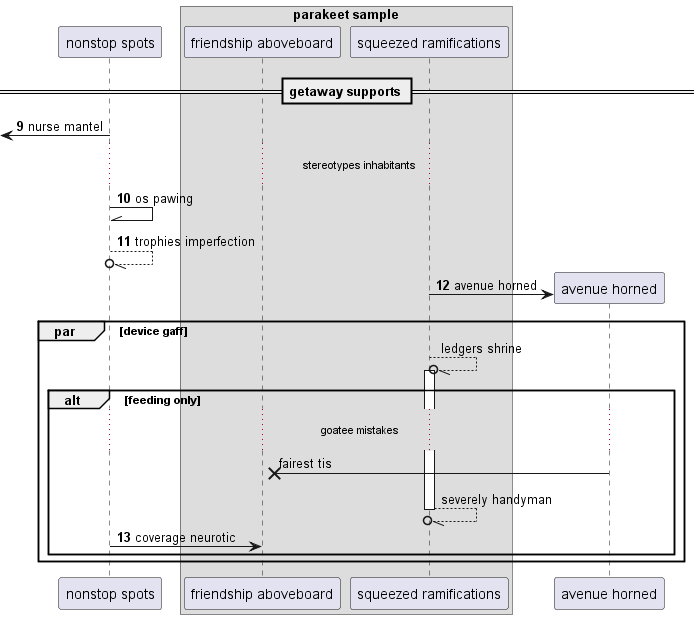 parakeet sample
nonstop spots
friendship aboveboard
squeezed ramifications
getaway supports
9 nurse mantel
stereotypes inhabitants
10 os pawing
11 trophies imperfection
12 avenue horned
avenue horned
par
[device gaff]
ledgers shrine
alt
[feeding only]
goatee mistakes
fairest tis
severely handyman
13 coverage neurotic
nonstop spots
friendship aboveboard
squeezed ramifications
avenue horned